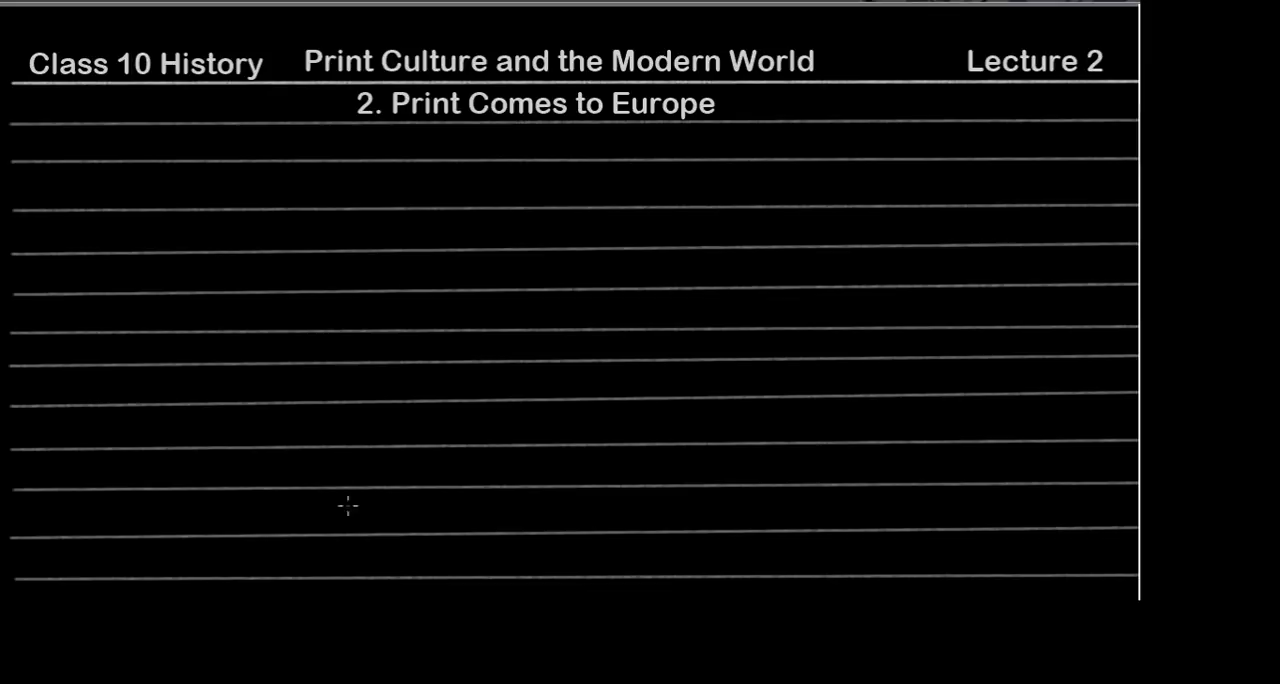 Class 10 History Print Culture and the Modern World Lecture 2
2. Print Comes to Europe